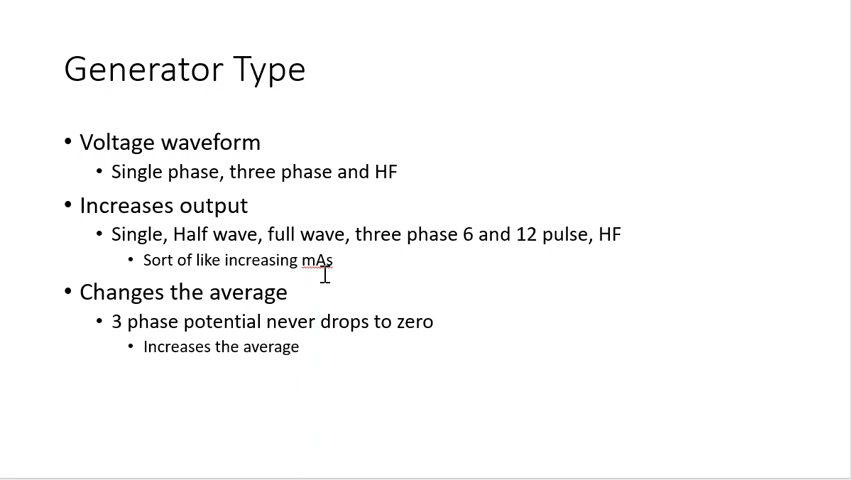 Generator Type
• Voltage waveform
• Single phase, three phase and HF
• Increases output
• Single, Half wave, full wave, three phase 6 and 12 pulse, HF
• Sort of like increasing mAs
• Changes the average
• 3 phase potential never drops to zero
• Increases the average